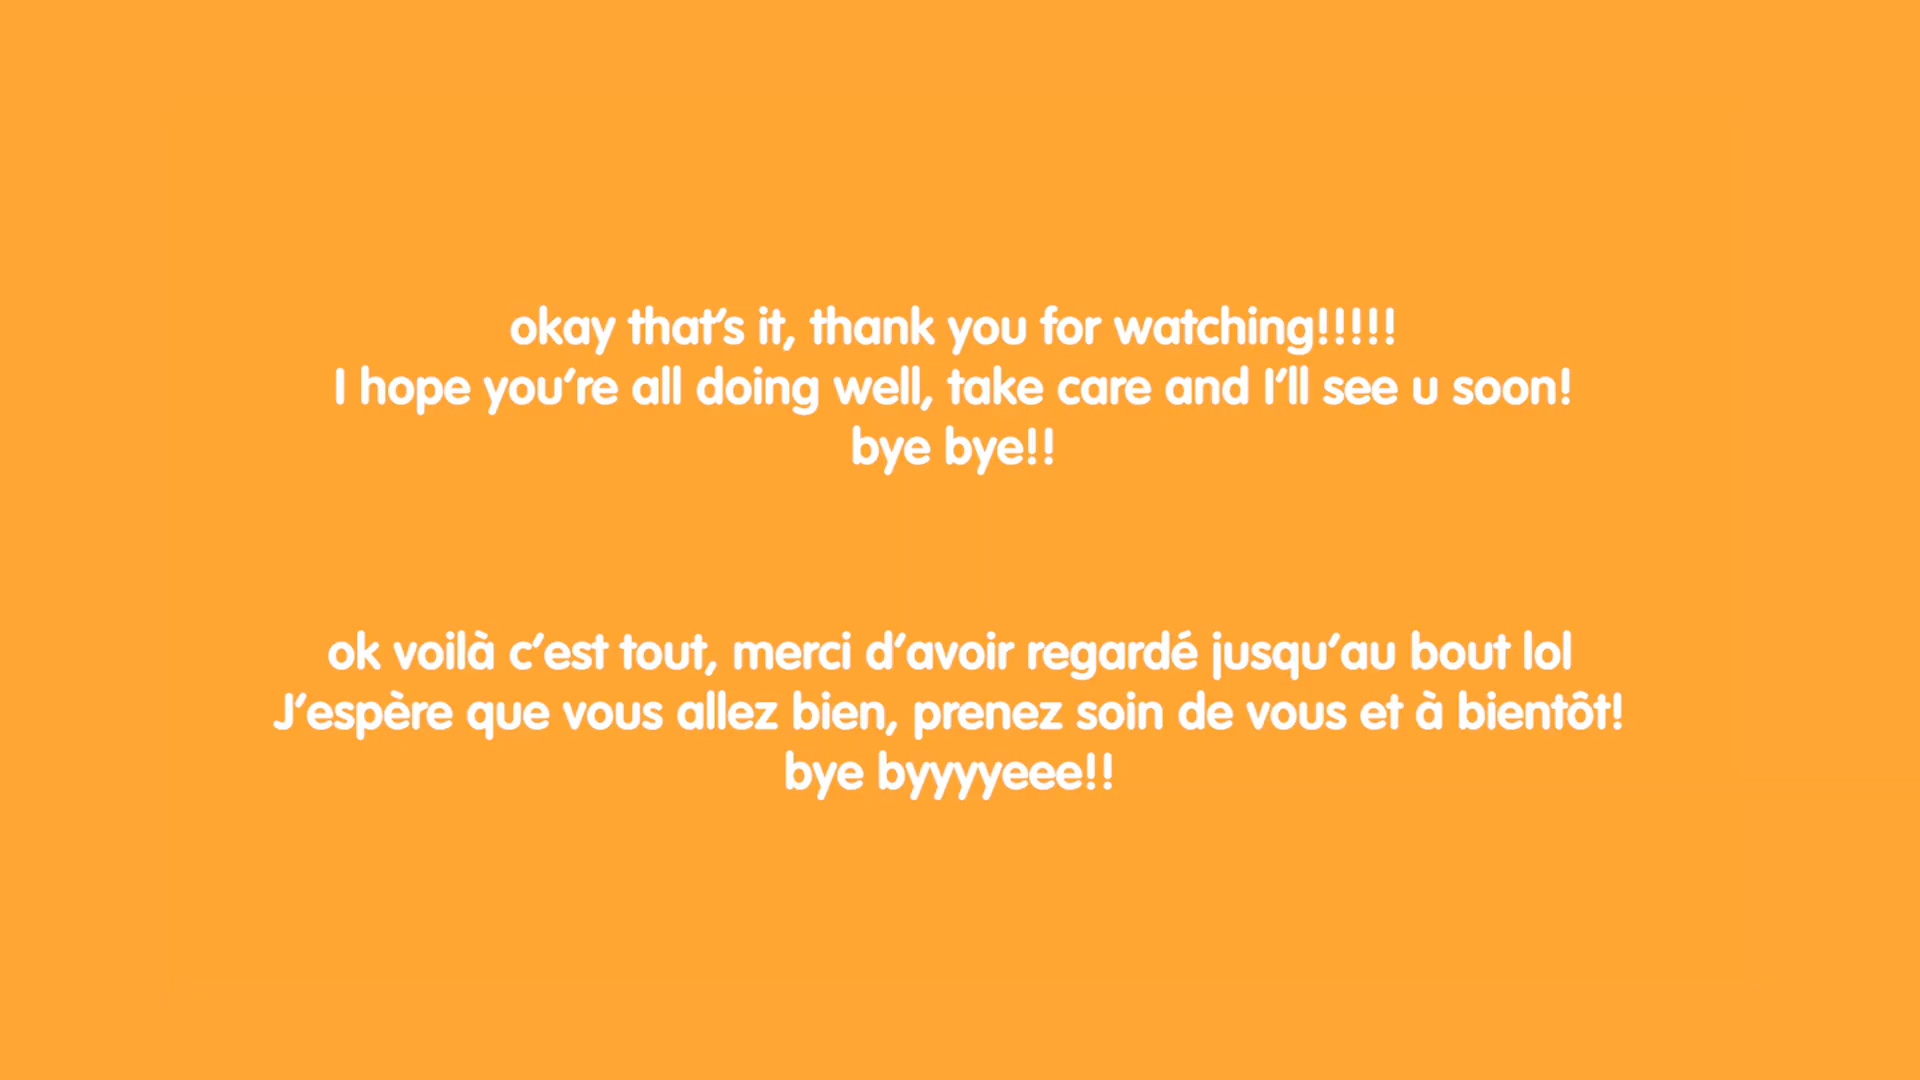 okay that's it, thank you for watching!!!!!
I hope you're all doing well, take care and I'll see u soon!
bye bye!!
ok voilà c'est tout, merci d'avoir regardé jusqu'au bout lol
J'espère que vous allez bien, prenez soin de vous et à bientôt!
bye byyyyeee!!